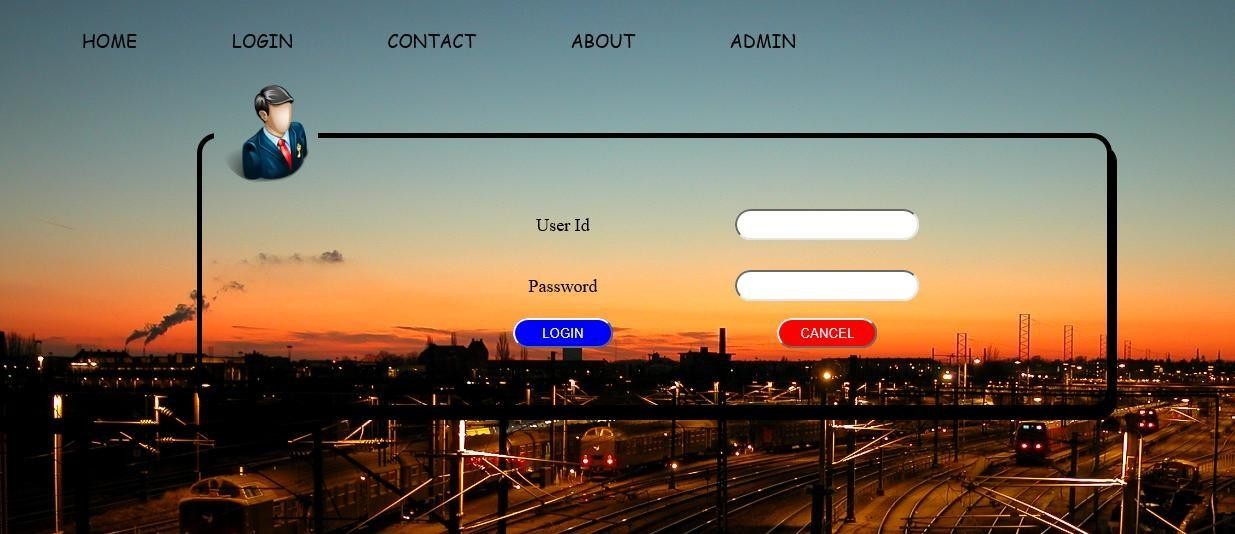 HOME LOGIN CONTACT ABOUT ADMIN
User Id
Password
LOGIN CANCEL